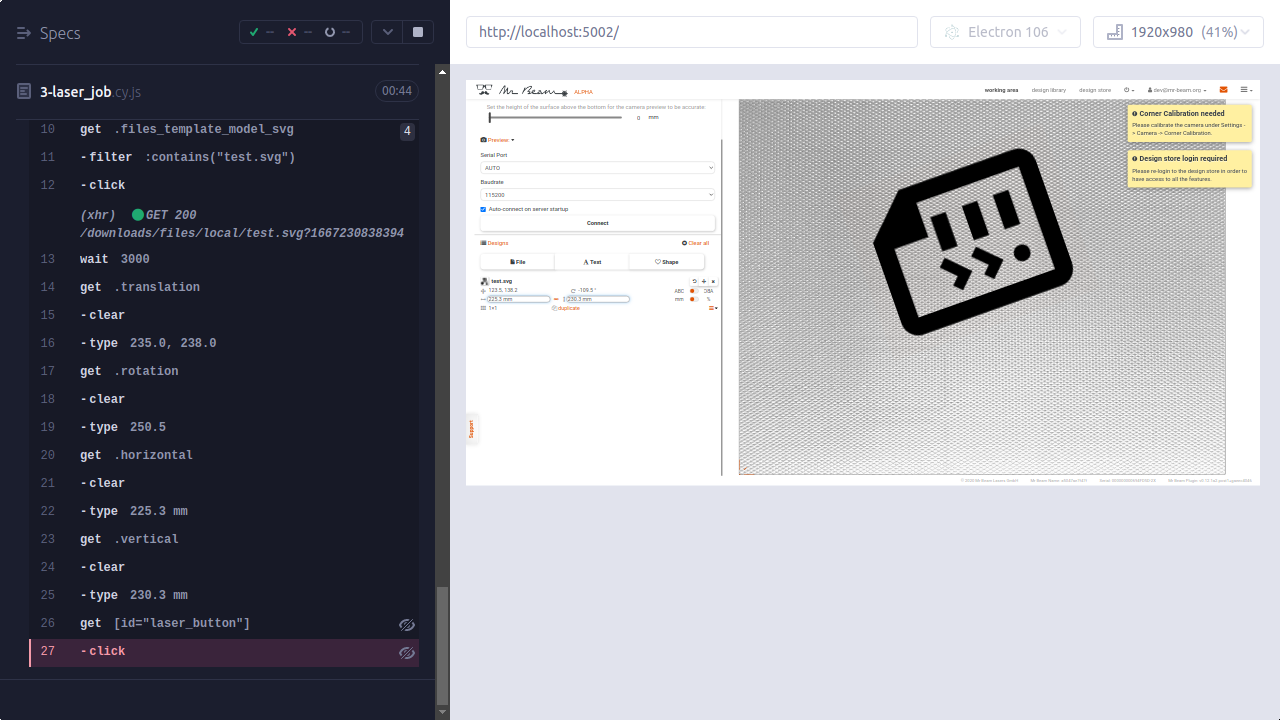 Specs
--
--
--
http://localhost:5002/
Electron 106
1920x980 (41%)
3-laser_job.cy.js
00:44
10 get .files_template_model_svg 4
11 -filter :contains("test.svg")
12 -click
(xhr) GET 200
/downloads/files/local/test.svg?1667230838394
13 wait 3000
14 get .translation
15 -clear
16 -type 235.0, 238.0
17 get .rotation
18 -clear
19 -type 250.5
20 get .horizontal
21 -clear
22 -type 225.3 mm
23 get .vertical
24 -clear
25 -type 230.3 mm
26 get [id="laser_button"]
27 -click
Mr Beam ALPHA
working area
design library
design store
dev@mr-beam.org
Set the height of the surface above the bottom for the camera preview to be accurate
0 mm
Preview
Serial Port
AUTO
Baudrate
115200
Auto-connect on server startup
Connect
Designs
Clear all
File
Text
Shape
test.svg
123.5, 138.2
-109.5 °
ABC
225.3 mm
230.3 mm
mm
%
1×1
duplicate
Support
Corner Calibration needed
Please calibrate the camera under Settings -
> Camera -> Corner Calibration.
Design store login required
Please re-login to the design store in order to
have access to all the features.